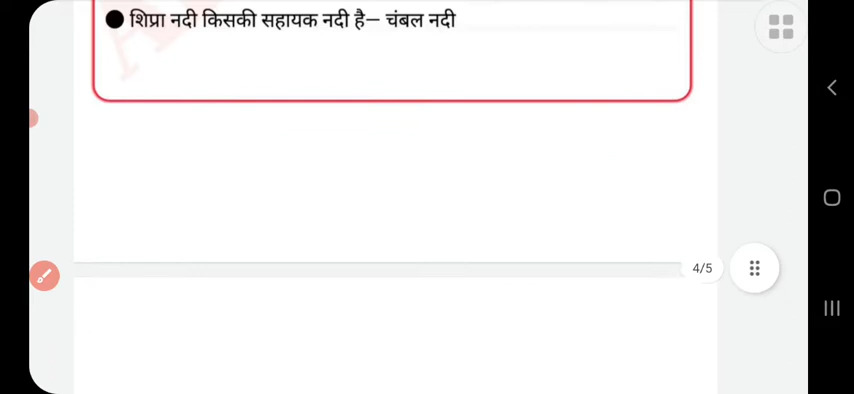 ● शिप्रा नदी किसकी सहायक नदी है– चंबल नदी
4/5